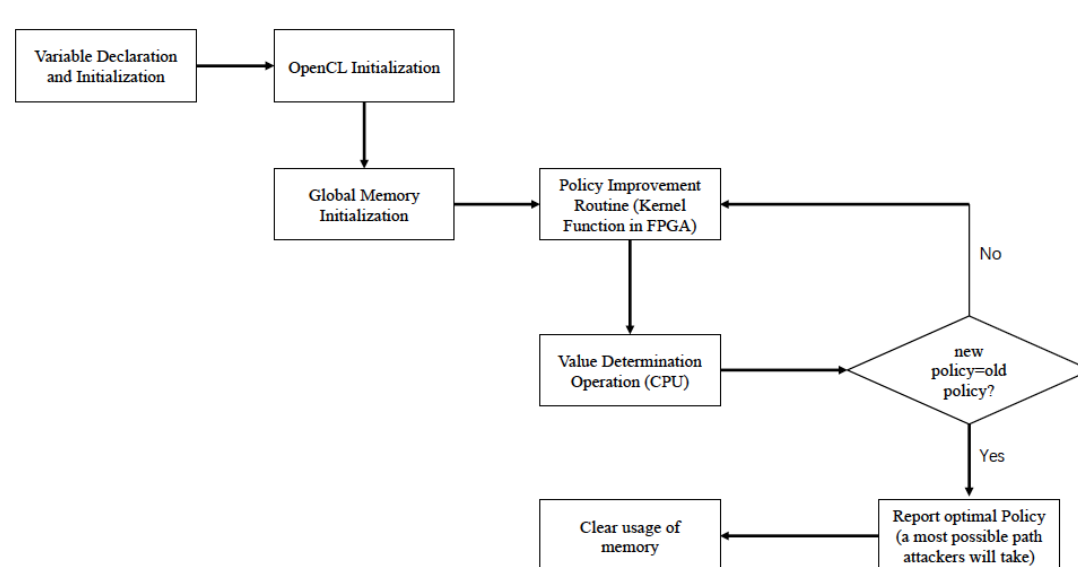 Variable Declaration
and Initialization
OpenCL Initialization
Global Memory
Initialization
Policy Improvement
Routine (Kernel
Function in FPGA)
No
Value Determination
Operation (CPU)
new
policy=old
policy?
Yes
Clear usage of
memory
Report optimal Policy
(a most possible path
attackers will take)